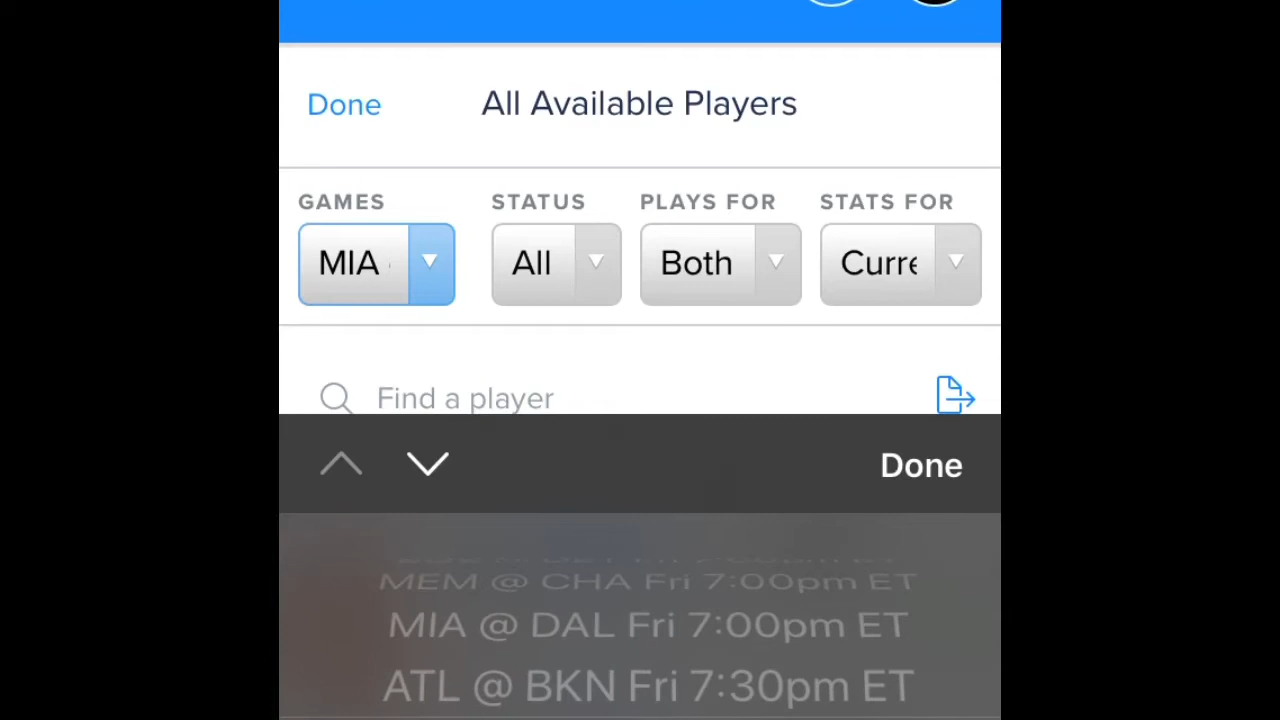 Done All Available Players
GAMES STATUS PLAYS FOR STATS FOR
MIA All Both Curre
Find a player
Done
MEM @ CHA Fri 7:00pm ET
MIA @ DAL Fri 7:00pm ET
ATL @ BKN Fri 7:30pm ET